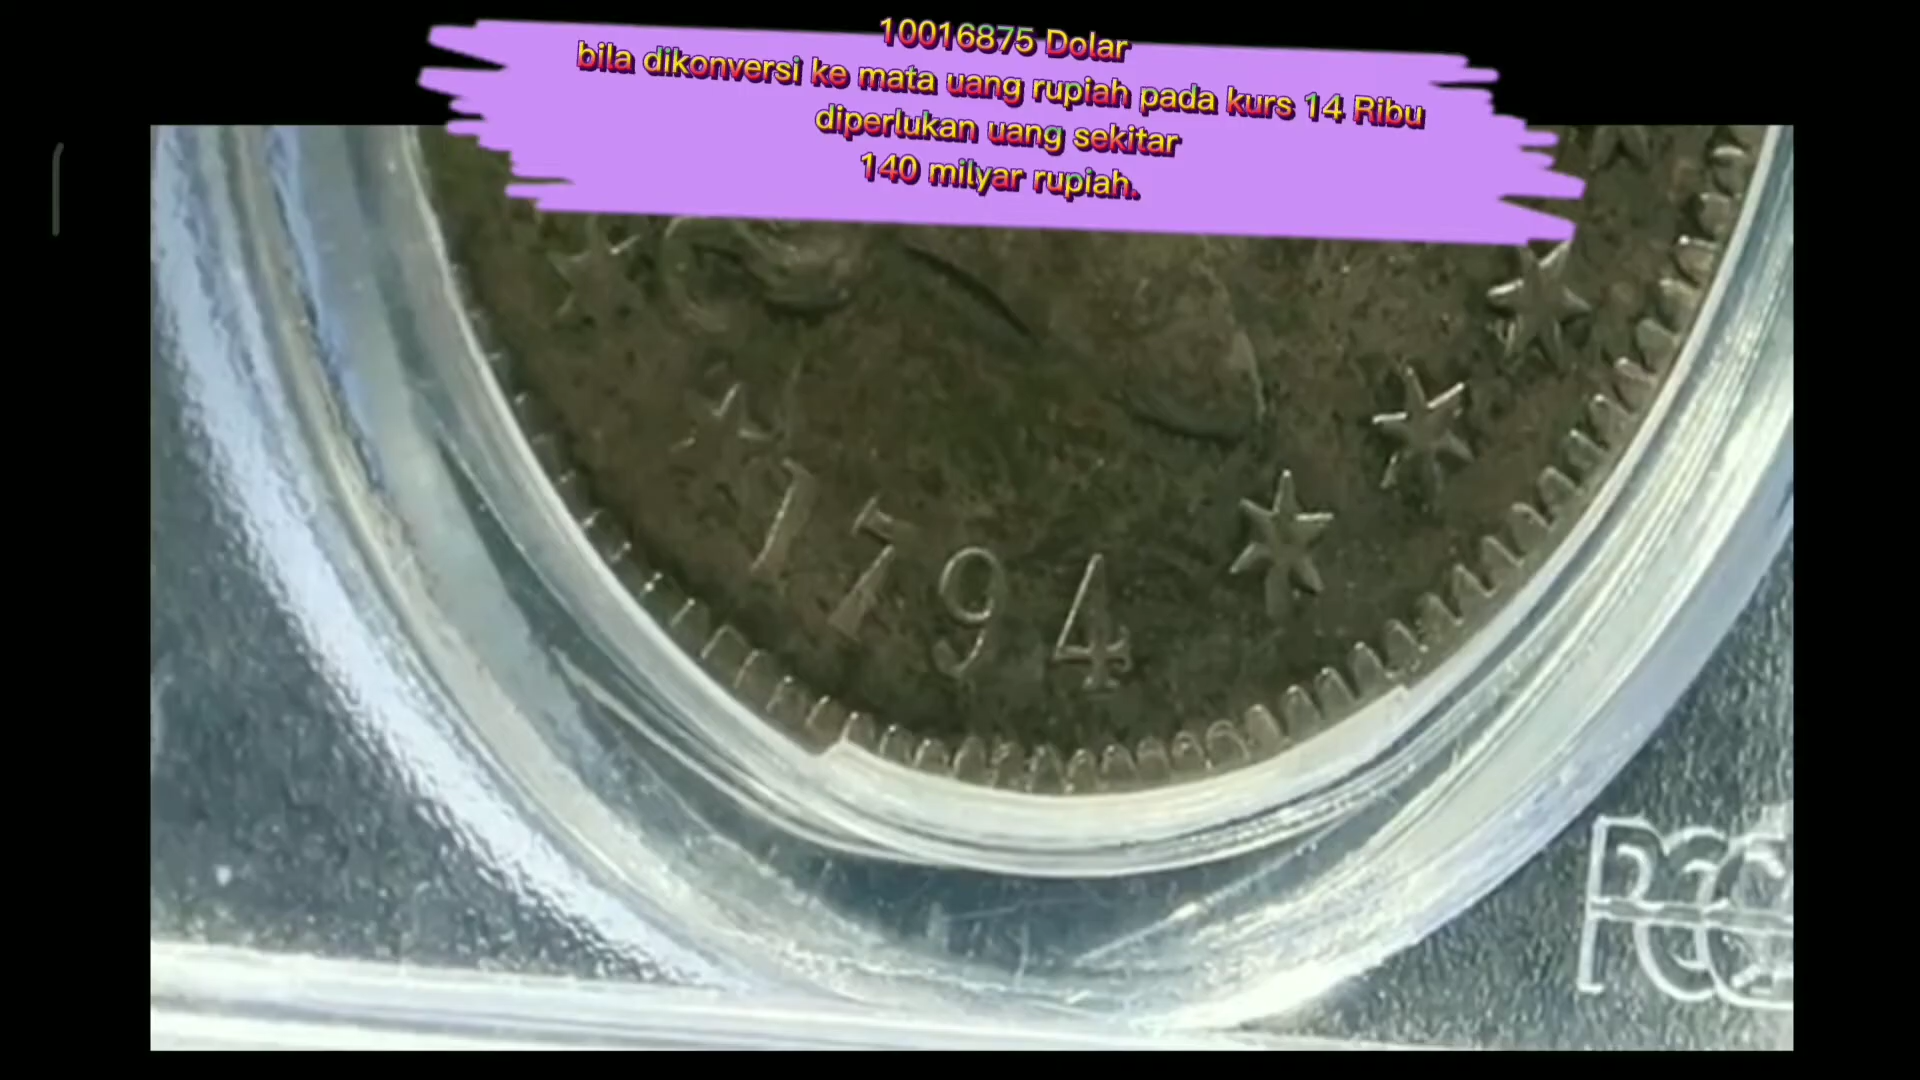 10016875 Dolar
bila dikonversi ke mata uang rupiah pada kurs 14 Ribu
diperlukan uang sekitar
140 milyar rupiah.
1794
PCG